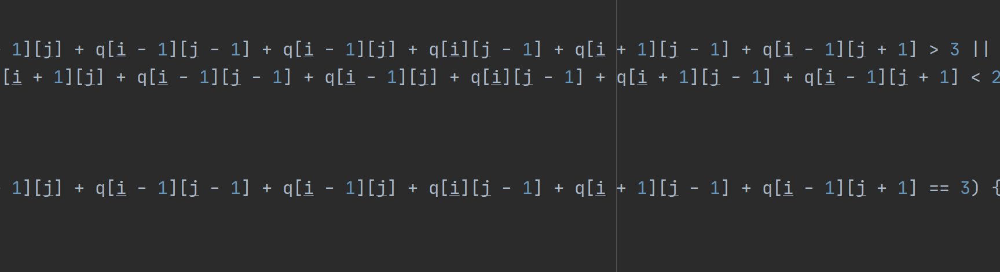 1][j] + q[i - 1][j - 1] + q[i - 1][j] + q[i][j - 1] + q[i + 1][j - 1] + q[i - 1][j + 1] > 3 ||
[i + 1][j] + q[i - 1][j - 1] + q[i - 1][j] + q[i][j - 1] + q[i + 1][j - 1] + q[i - 1][j + 1] < 2
1][j] + q[i - 1][j - 1] + q[i - 1][j] + q[i][j - 1] + q[i + 1][j - 1] + q[i - 1][j + 1] == 3) {